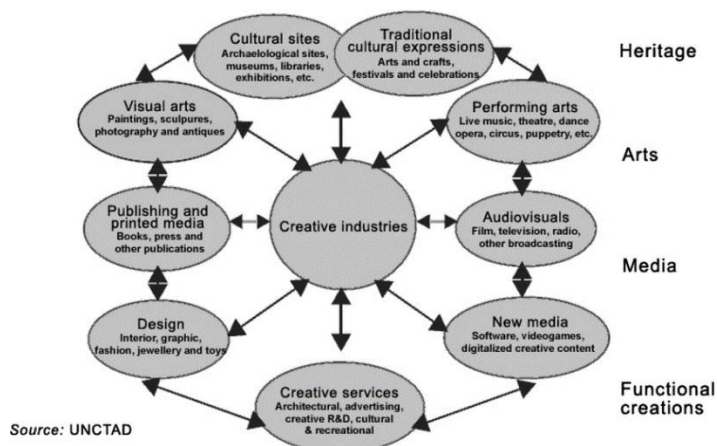 Cultural sites
Archaelological sites,
museums, libraries,
exhibitions, etc.
Traditional
cultural expressions
Arts and crafts,
festivals and celebrations
Heritage
Visual arts
Paintings, sculpures,
photography and antiques
Performing arts
Live music, theatre, dance
opera, circus, puppetry, etc.
Arts
Publishing and
printed media
Books, press and
other publications
Creative industries
Audiovisuals
Film, television, radio,
other broadcasting
Media
Design
Interior, graphic,
fashion, jewellery and toys
New media
Software, videogames,
digitalized creative content
Creative services
Architectural, advertising,
creative R&D, cultural
& recreational
Functional
creations
Source: UNCTAD